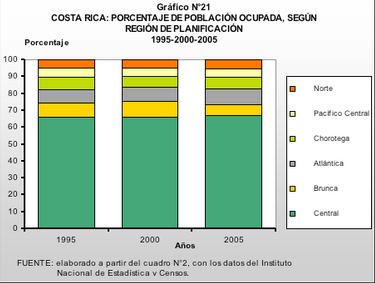 Gráfico N°21
COSTA RICA: PORCENTAJE DE POBLACIÓN OCUPADA, SEGÚN
REGIÓN DE PLANIFICACIÓN
1995-2000-2005
Porcentaje
100
90
80
70
60
50
40
30
20
10
0
1995
2000
2005
Años
Norte
Pacífico Central
Chorotega
Atlántica
Brunca
Central
FUENTE: elaborado a partir del cuadro N°2, con los datos del Instituto
Nacional de Estadística y Censos.